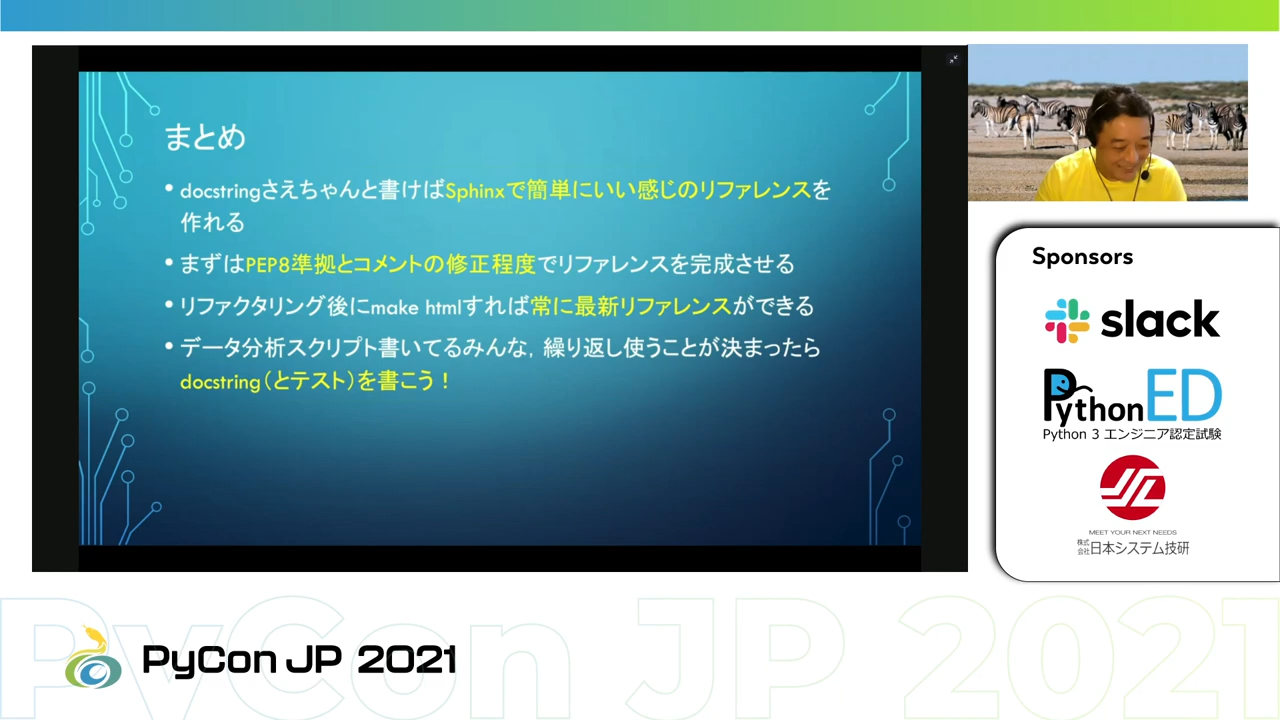 まとめ
• docstringさえちゃんと書けばSphinxで簡単にいい感じのリファレンスを
作れる
• まずはPEP8準拠とコメントの修正程度でリファレンスを完成させる
• リファクタリング後にmake htmlすれば常に最新リファレンスができる
• データ分析スクリプト書いてるみんな，繰り返し使うことが決まったら
docstring（とテスト）を書こう！
Sponsors
slack
PythonED
Python 3 エンジニア認定試験
MEET YOUR NEXT NEEDS
株式会社日本システム技研
PyCon JP 2021
PyCon JP 2021